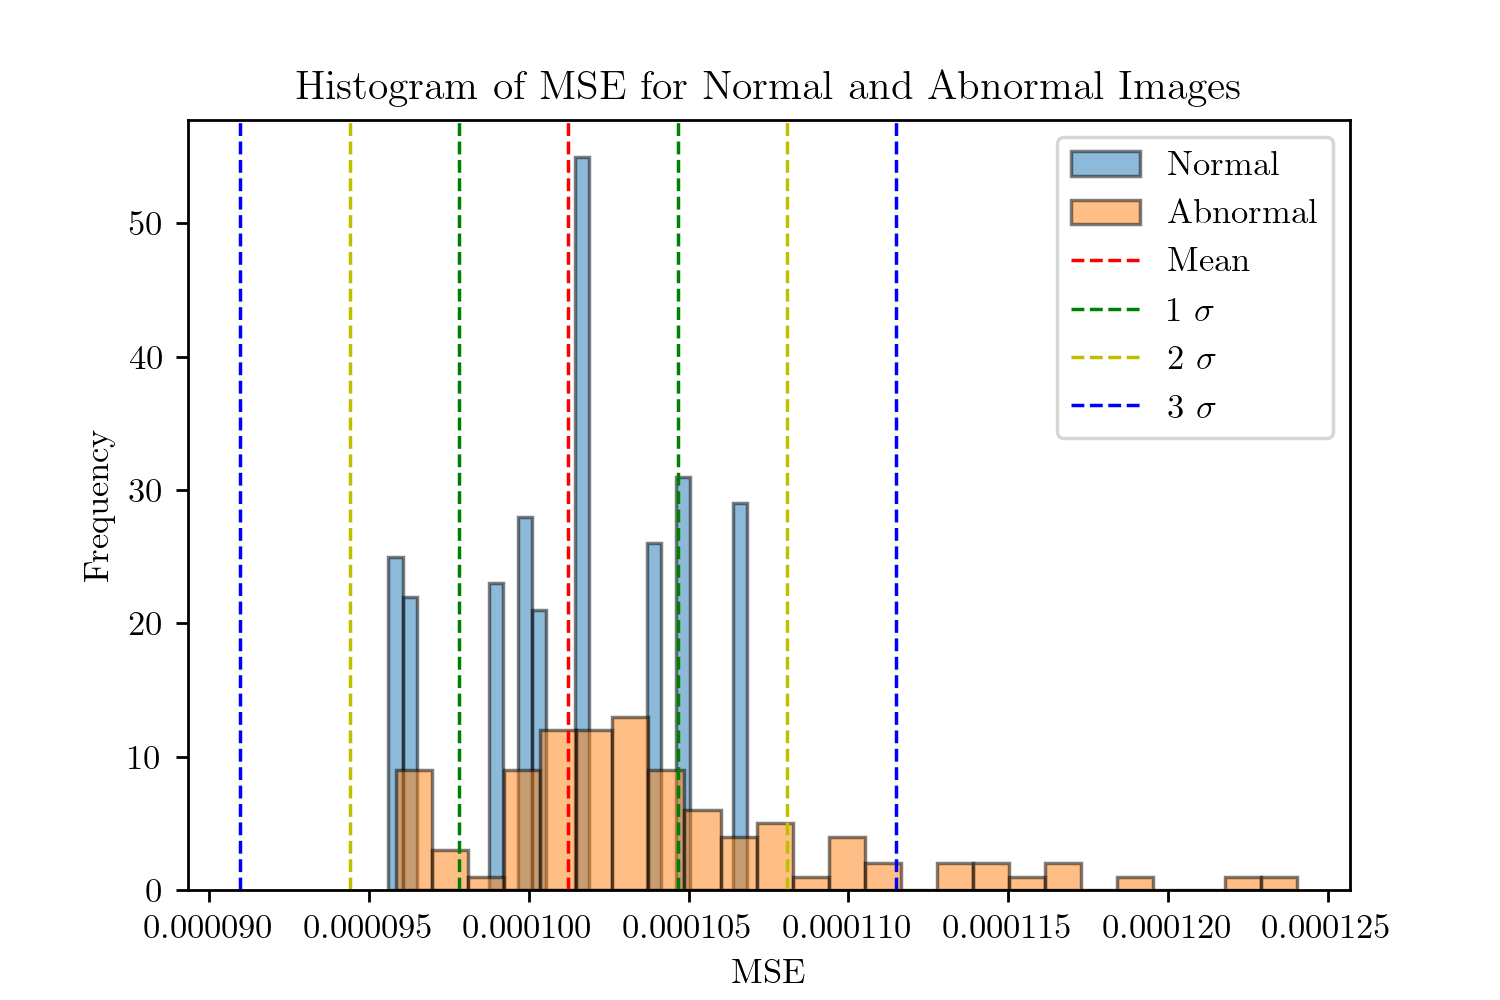 Histogram of MSE for Normal and Abnormal Images
Normal
Abnormal
Mean
1 σ
2 σ
3 σ
Frequency
50
40
30
20
10
0
0.000090 0.000095 0.000100 0.000105 0.000110 0.000115 0.000120 0.000125
MSE